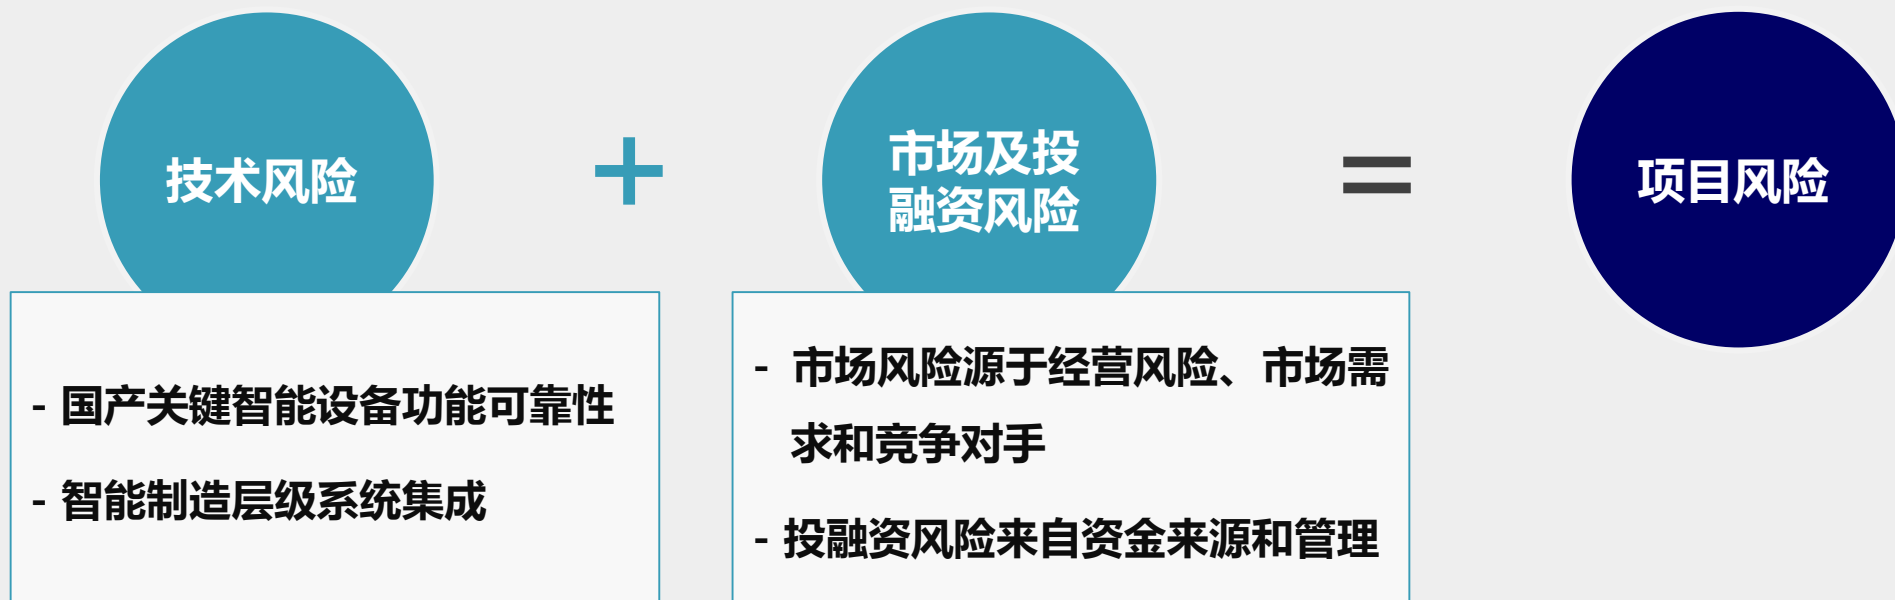 技术风险
+
市场及投
融资风险
=
项目风险
- 国产关键智能设备功能可靠性
- 智能制造层级系统集成
- 市场风险源于经营风险、市场需
求和竞争对手
- 投融资风险来自资金来源和管理